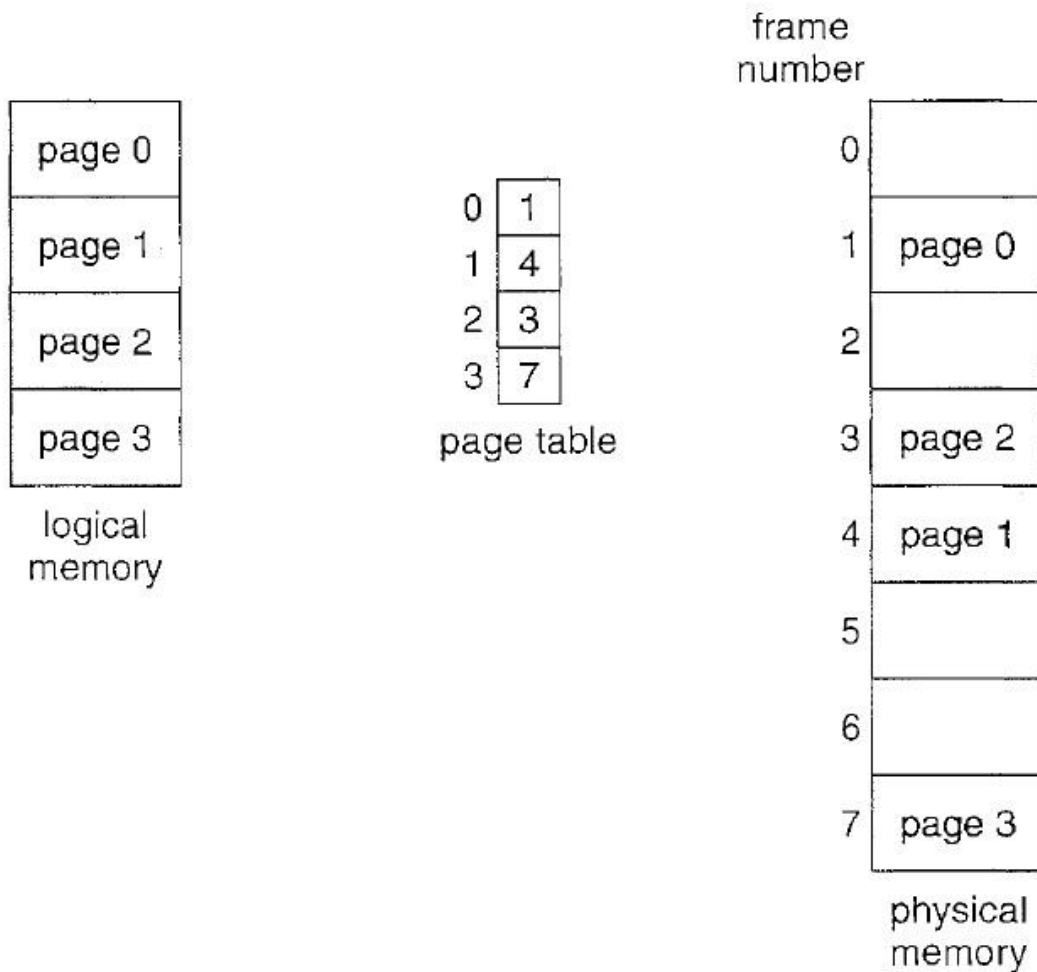 frame
number
page 0
page 1
page 2
page 3
logical
memory
0 1
1 4
2 3
3 7
page table
0
1 page 0
2
3 page 2
4 page 1
5
6
7 page 3
physical
memory